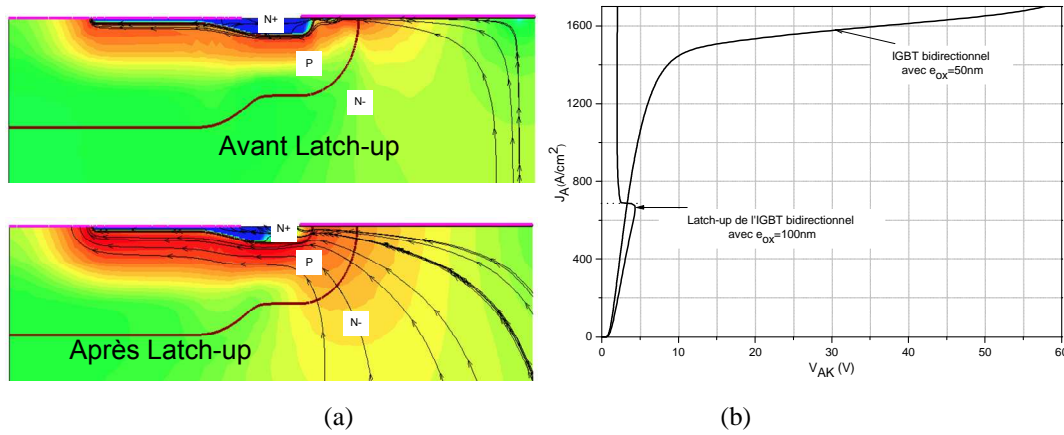 N+
P
N-
Avant Latch-up
N+
P
N-
Après Latch-up
(a)
1600
1200
800
400
0
J_A(A/cm²)
IGBT bidirectionnel
avec e_ox=50nm
Latch-up de l'IGBT bidirectionnel
avec e_ox=100nm
0 10 20 30 40 50 60
V_AK (V)
(b)